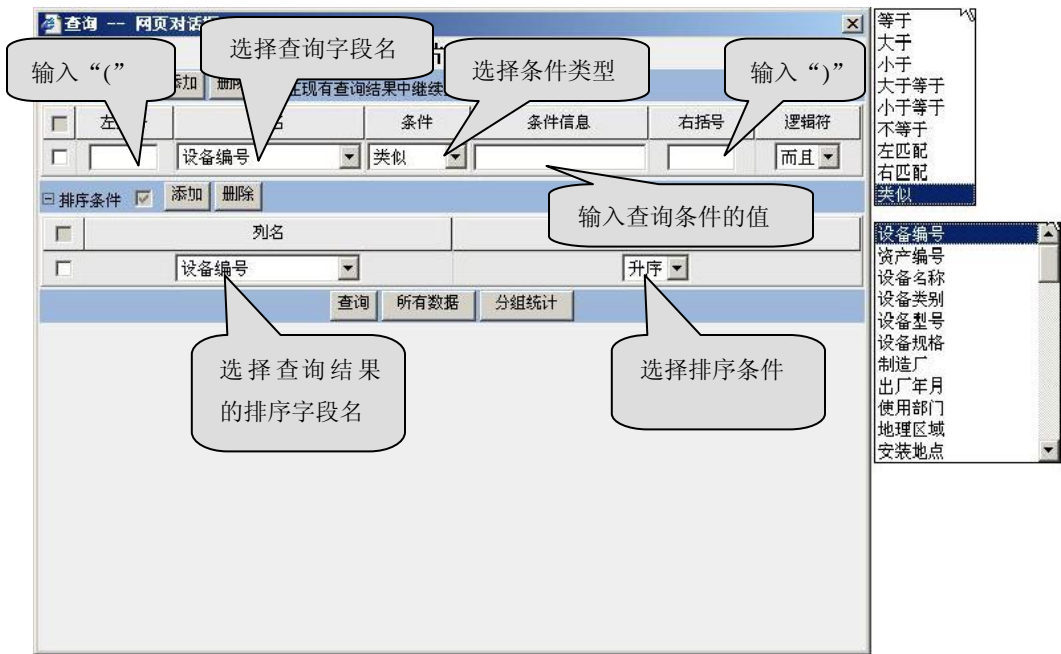 查询 -- 网页对话
输入“(”
选择查询字段名
选择条件类型
输入“)”
添加 删除 在现有查询结果中继续
左 名 条件 条件信息 右括号 逻辑符
设备编号 类似 而且
输入查询条件的值
排序条件 添加 删除
列名
设备编号 升序
查询 所有数据 分组统计
选择查询结果
的排序字段名
选择排序条件
等于
大于
小于
大于等于
小于等于
不等于
左匹配
右匹配
类似
设备编号
资产编号
设备名称
设备类别
设备型号
设备规格
制造厂
出厂年月
使用部门
地理区域
安装地点